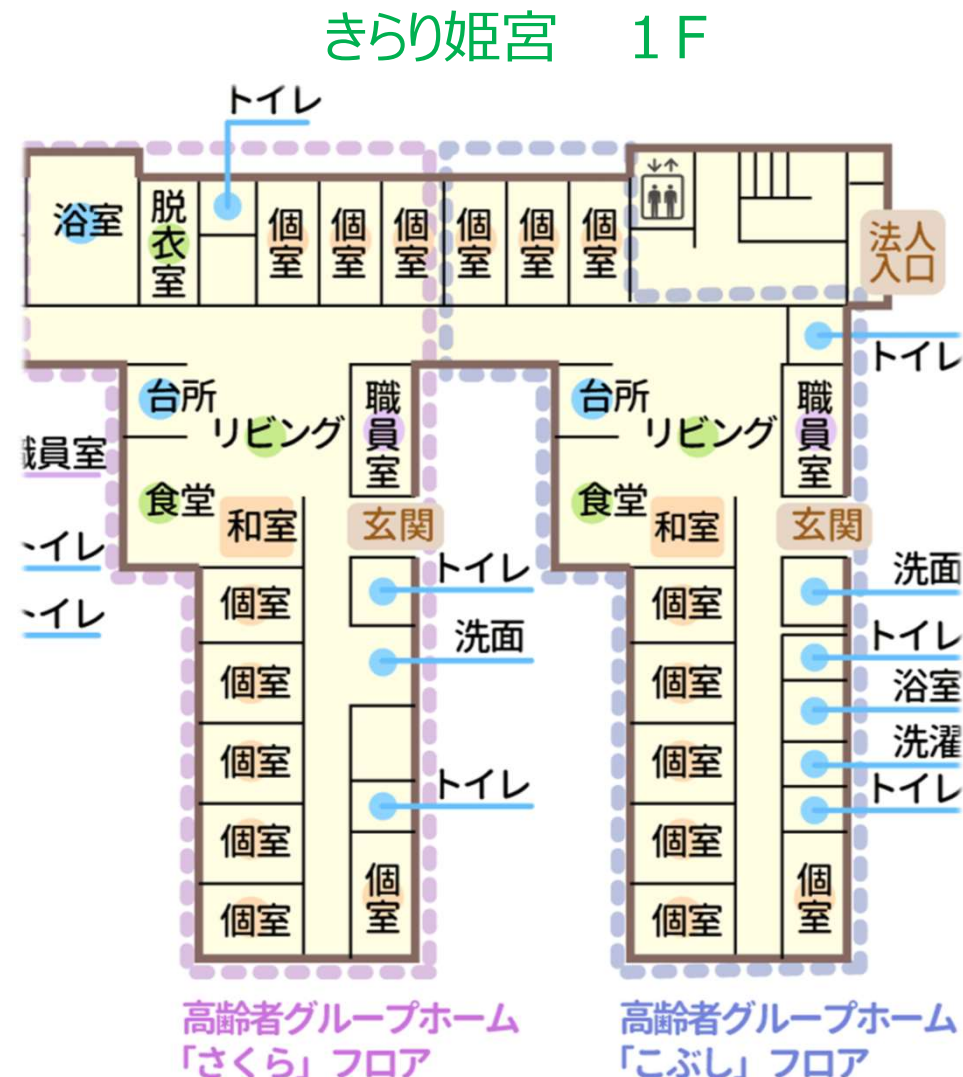 きらり姫宮　１Ｆ
トイレ
浴室
脱衣室
個室
個室
個室
個室
個室
個室
法人
入口
トイレ
台所
リビング
職員室
台所
リビング
職員室
職員室
食堂
和室
玄関
食堂
和室
玄関
トイレ
トイレ
個室
トイレ
個室
洗面
トイレ
洗面
トイレ
個室
個室
浴室
個室
個室
洗濯
トイレ
トイレ
個室
個室
個室
個室
個室
個室
高齢者グループホーム
「さくら」フロア
高齢者グループホーム
「こぶし」フロア